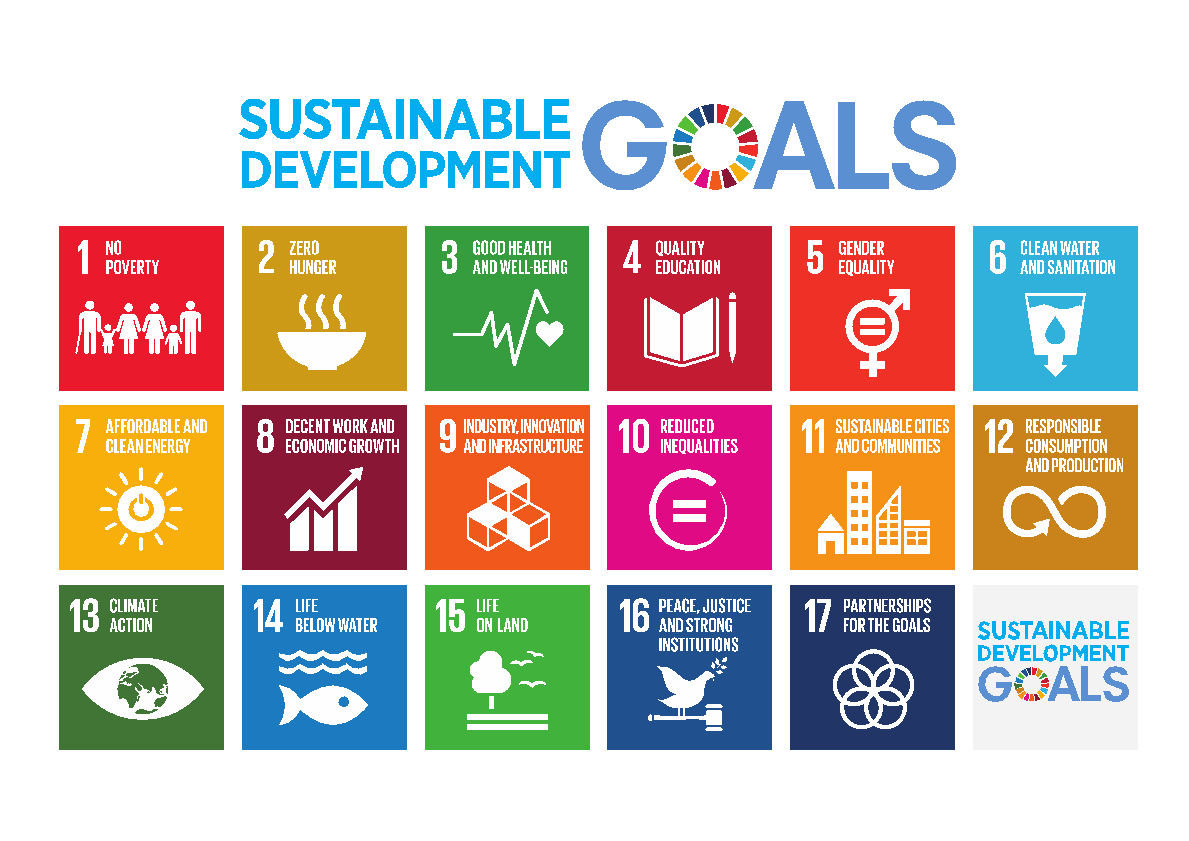 SUSTAINABLE
DEVELOPMENT
GOALS
1 NO
POVERTY
2 ZERO
HUNGER
3 GOOD HEALTH
AND WELL-BEING
4 QUALITY
EDUCATION
5 GENDER
EQUALITY
6 CLEAN WATER
AND SANITATION
7 AFFORDABLE AND
CLEAN ENERGY
8 DECENT WORK AND
ECONOMIC GROWTH
9 INDUSTRY, INNOVATION
AND INFRASTRUCTURE
10 REDUCED
INEQUALITIES
11 SUSTAINABLE CITIES
AND COMMUNITIES
12 RESPONSIBLE
CONSUMPTION
AND PRODUCTION
13 CLIMATE
ACTION
14 LIFE
BELOW WATER
15 LIFE
ON LAND
16 PEACE, JUSTICE
AND STRONG
INSTITUTIONS
17 PARTNERSHIPS
FOR THE GOALS
SUSTAINABLE
DEVELOPMENT
GOALS